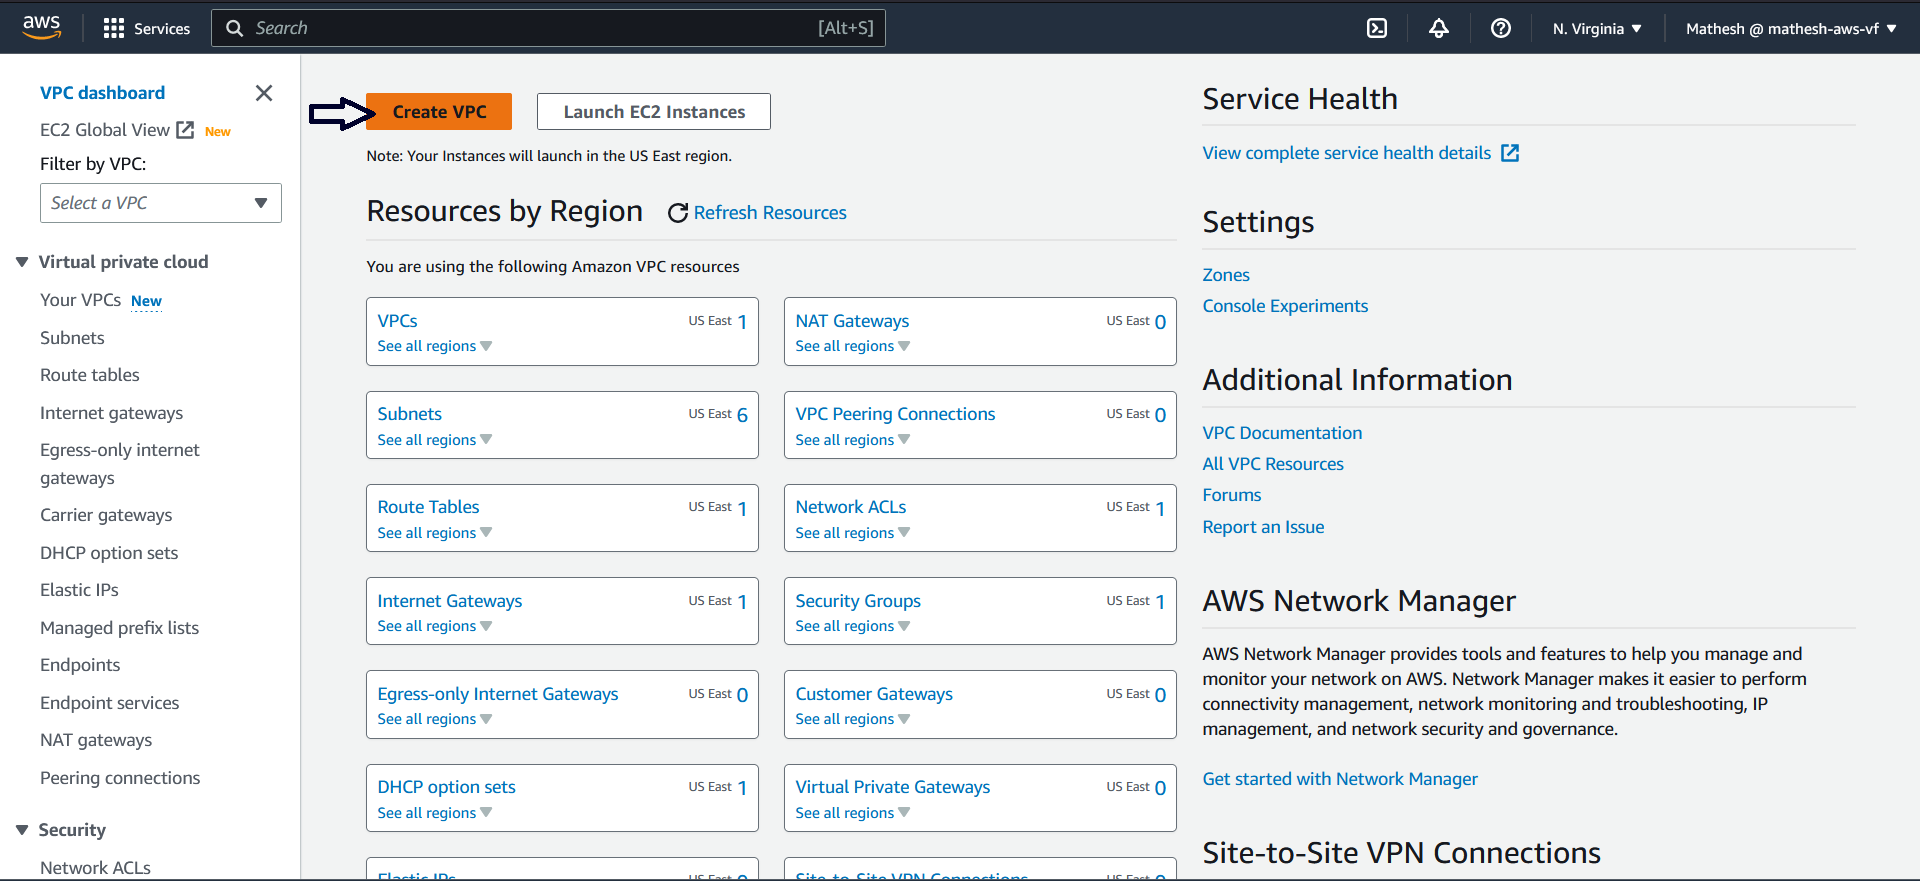 aws
Services
Search
[Alt+S]
N. Virginia
Mathesh @ mathesh-aws-vf
VPC dashboard
EC2 Global View New
Filter by VPC:
Select a VPC
Virtual private cloud
Your VPCs New
Subnets
Route tables
Internet gateways
Egress-only internet
gateways
Carrier gateways
DHCP option sets
Elastic IPs
Managed prefix lists
Endpoints
Endpoint services
NAT gateways
Peering connections
Security
Network ACLs
Create VPC
Launch EC2 Instances
Note: Your Instances will launch in the US East region.
Resources by Region
Refresh Resources
You are using the following Amazon VPC resources
VPCs US East 1
See all regions
NAT Gateways US East 0
See all regions
Subnets US East 6
See all regions
VPC Peering Connections US East 0
See all regions
Route Tables US East 1
See all regions
Network ACLs US East 1
See all regions
Internet Gateways US East 1
See all regions
Security Groups US East 1
See all regions
Egress-only Internet Gateways US East 0
See all regions
Customer Gateways US East 0
See all regions
DHCP option sets US East 1
See all regions
Virtual Private Gateways US East 0
See all regions
Elastic IPs US East 0
Site-to-Site VPN Connections US East 0
Service Health
View complete service health details
Settings
Zones
Console Experiments
Additional Information
VPC Documentation
All VPC Resources
Forums
Report an Issue
AWS Network Manager
AWS Network Manager provides tools and features to help you manage and
monitor your network on AWS. Network Manager makes it easier to perform
connectivity management, network monitoring and troubleshooting, IP
management, and network security and governance.
Get started with Network Manager
Site-to-Site VPN Connections